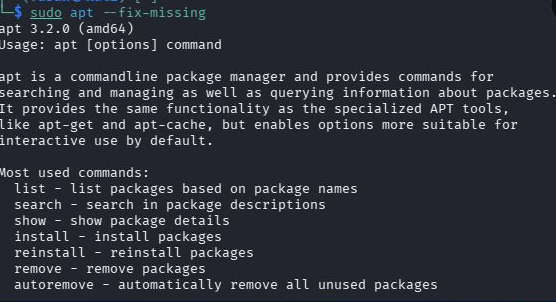 └─$ sudo apt --fix-missing
apt 3.2.0 (amd64)
Usage: apt [options] command
apt is a commandline package manager and provides commands for
searching and managing as well as querying information about packages.
It provides the same functionality as the specialized APT tools,
like apt-get and apt-cache, but enables options more suitable for
interactive use by default.
Most used commands:
list - list packages based on package names
search - search in package descriptions
show - show package details
install - install packages
reinstall - reinstall packages
remove - remove packages
autoremove - automatically remove all unused packages